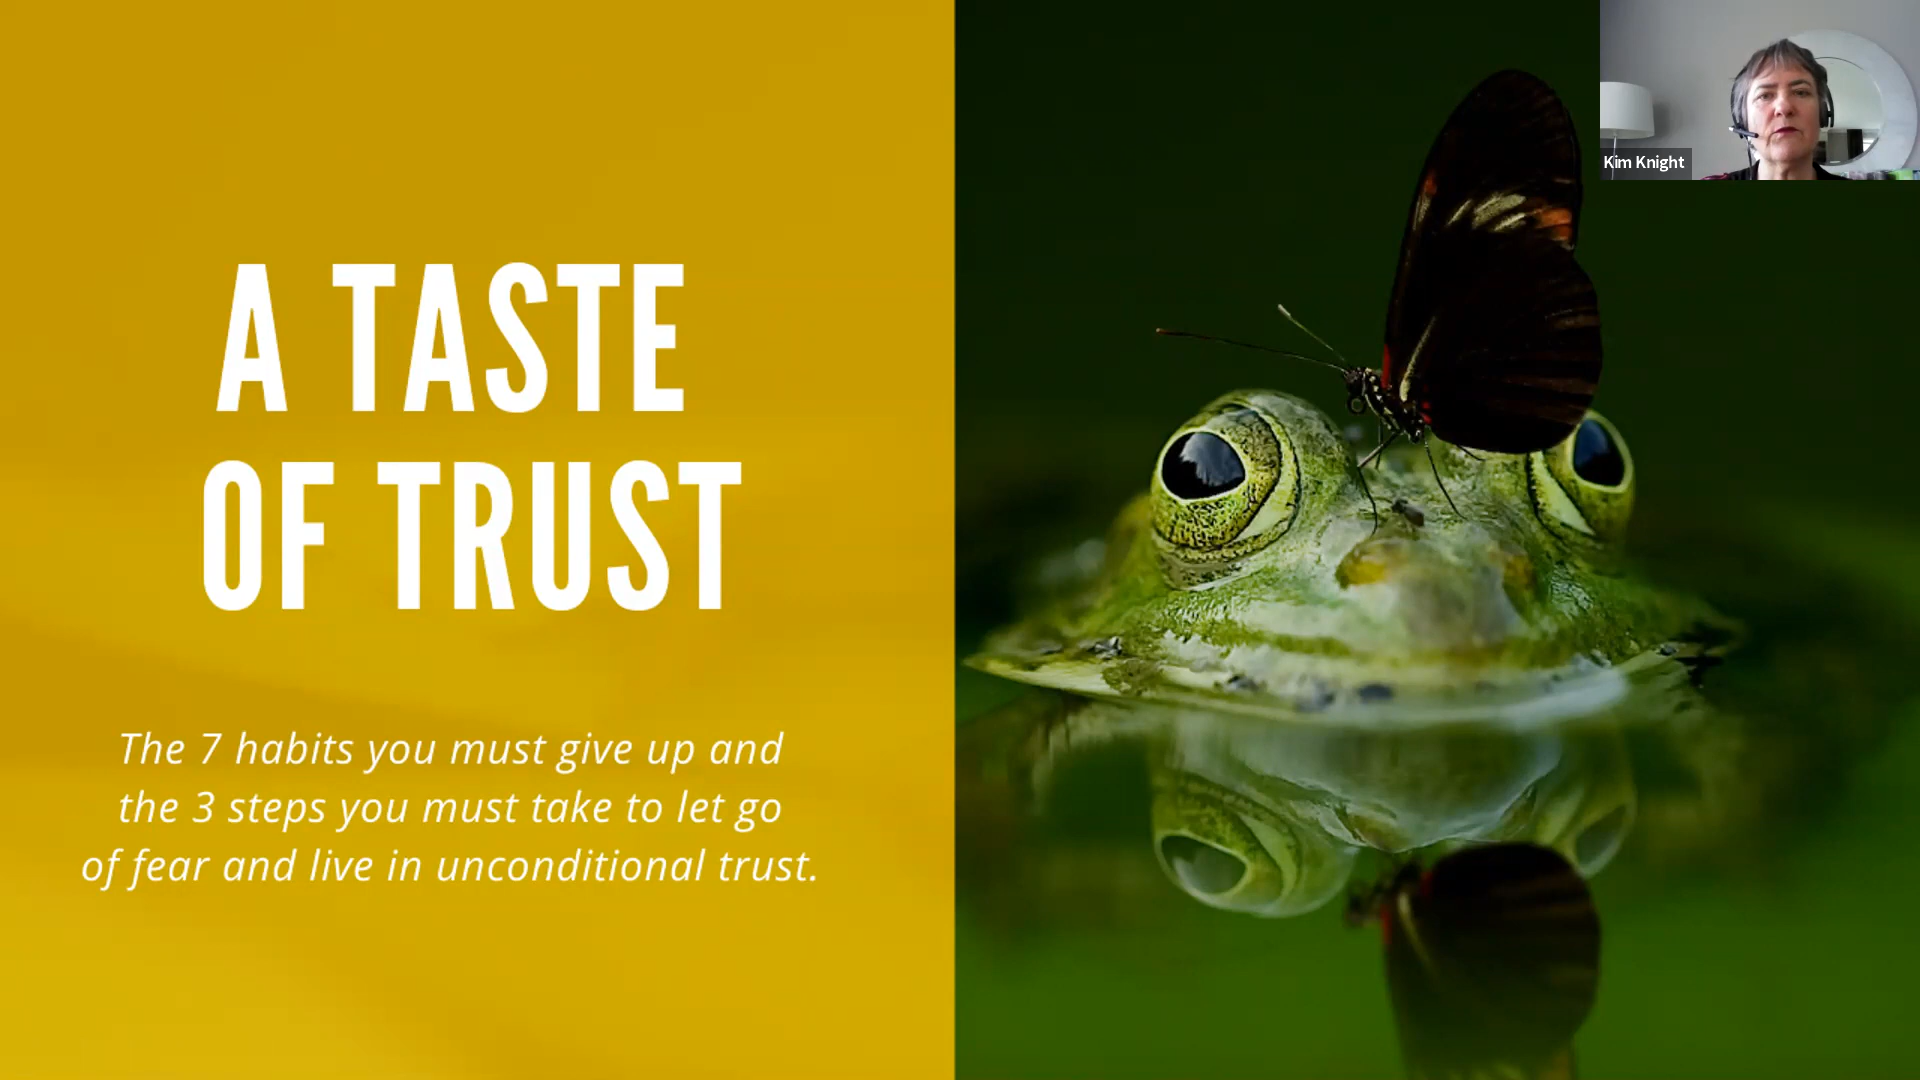 A TASTE
OF TRUST
The 7 habits you must give up and
the 3 steps you must take to let go
of fear and live in unconditional trust.
Kim Knight